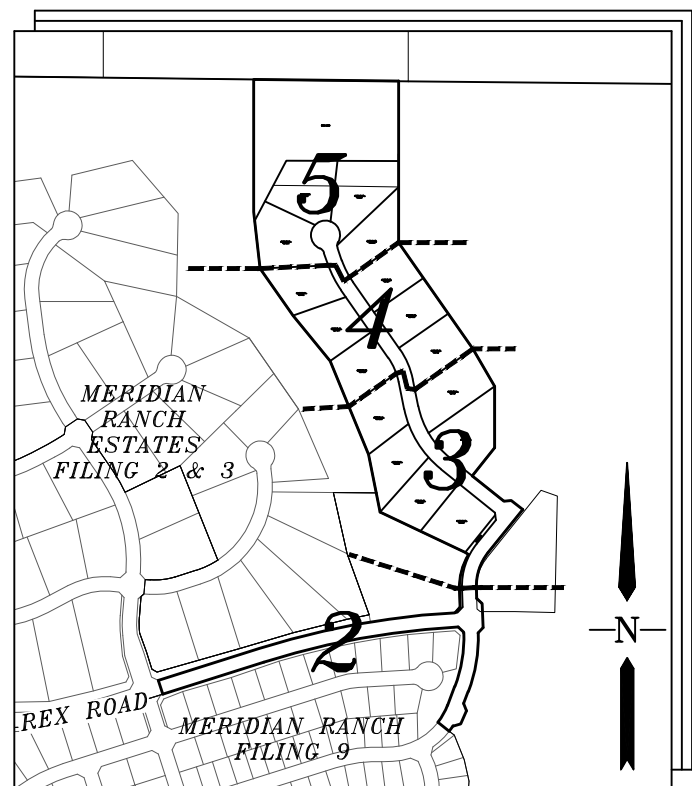 5
4
MERIDIAN
RANCH
ESTATES
FILING 2 & 3
3
N
2
REX ROAD
MERIDIAN RANCH
FILING 9